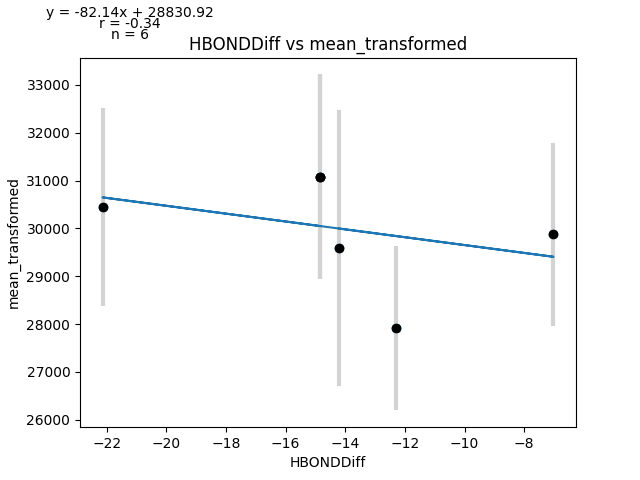 y = -82.14x + 28830.92
r = -0.34
n = 6
HBONDDiff vs mean_transformed
33000
32000
31000
30000
29000
28000
27000
26000
mean_transformed
−22 −20 −18 −16 −14 −12 −10 −8
HBONDDiff